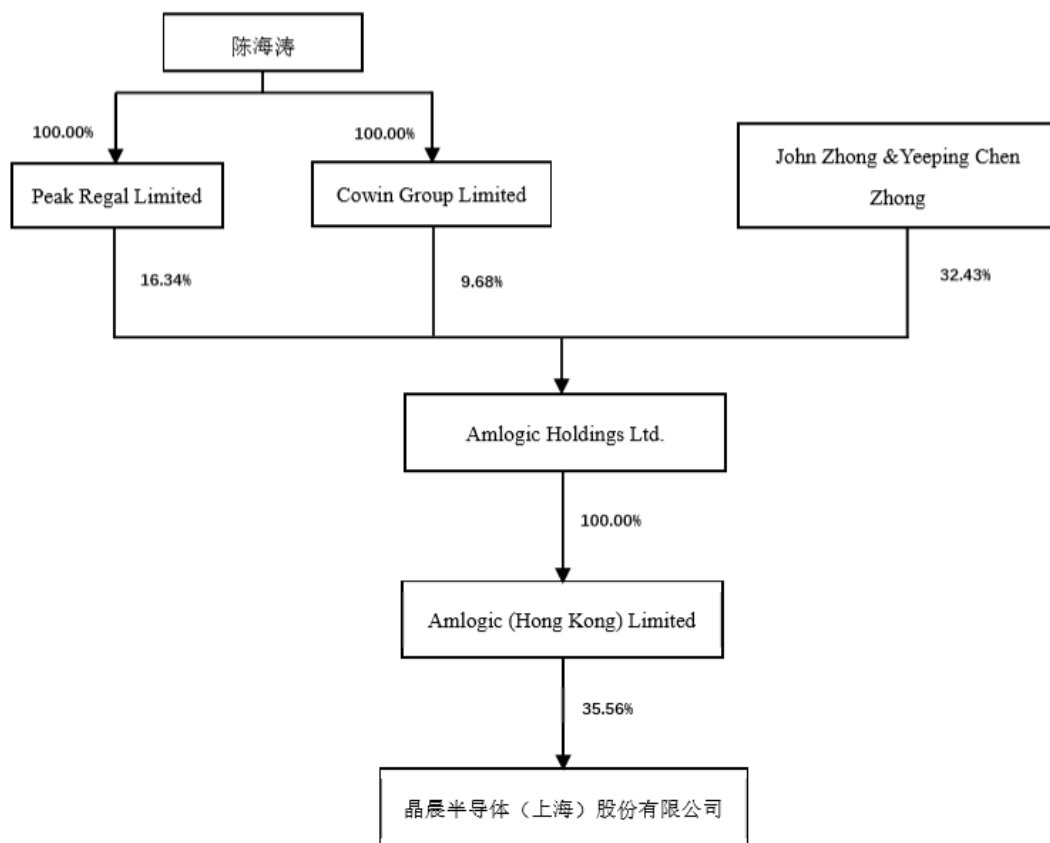 陈海涛
100.00%
100.00%
Peak Regal Limited
Cowin Group Limited
John Zhong &Yeeping Chen
Zhong
16.34%
9.68%
32.43%
Amlogic Holdings Ltd.
100.00%
Amlogic (Hong Kong) Limited
35.56%
晶晨半导体（上海）股份有限公司